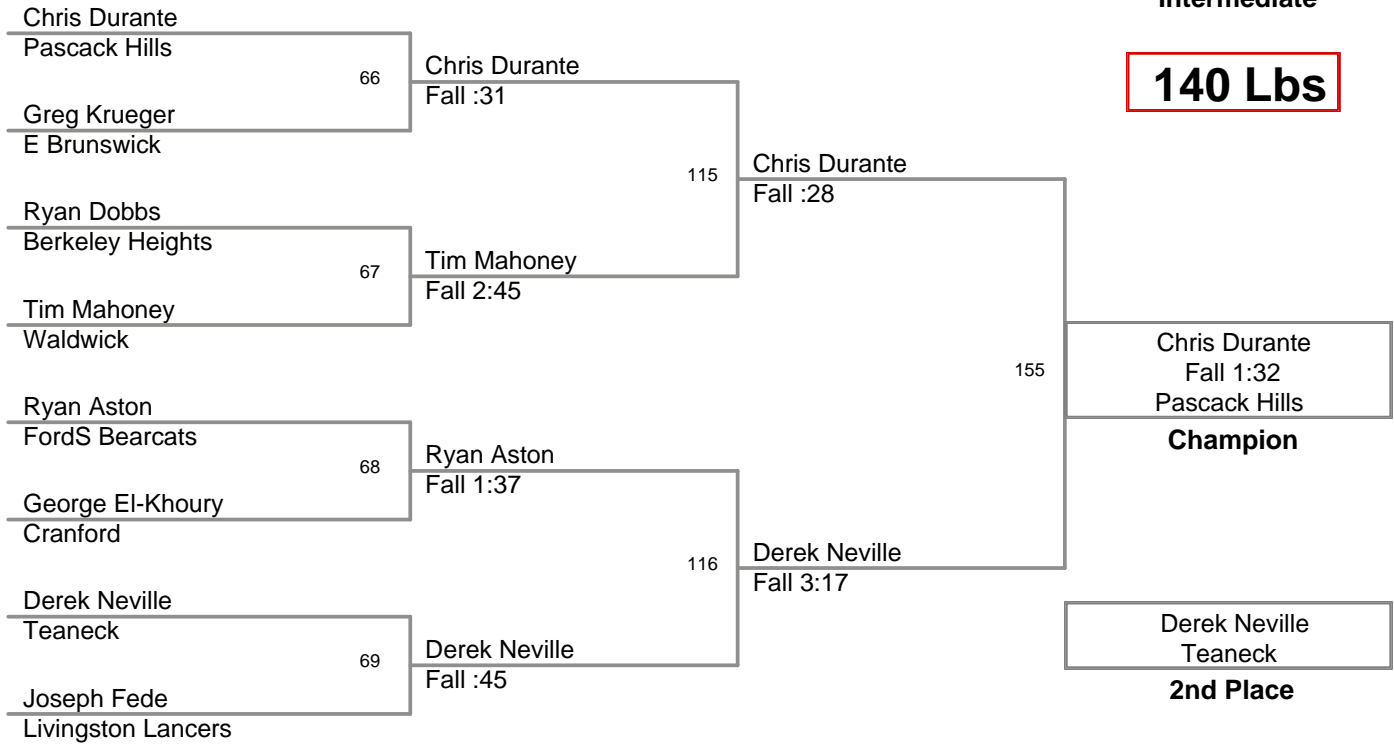 Intermediate
140 Lbs
Chris Durante
Pascack Hills
66
Greg Krueger
E Brunswick
Chris Durante
Fall :31
Ryan Dobbs
Berkeley Heights
67
Tim Mahoney
Waldwick
Tim Mahoney
Fall 2:45
115
Chris Durante
Fall :28
Ryan Aston
FordS Bearcats
68
George El-Khoury
Cranford
Ryan Aston
Fall 1:37
Derek Neville
Teaneck
69
Joseph Fede
Livingston Lancers
Derek Neville
Fall :45
116
Derek Neville
Fall 3:17
155
Chris Durante
Fall 1:32
Pascack Hills
Champion
Derek Neville
Teaneck
2nd Place